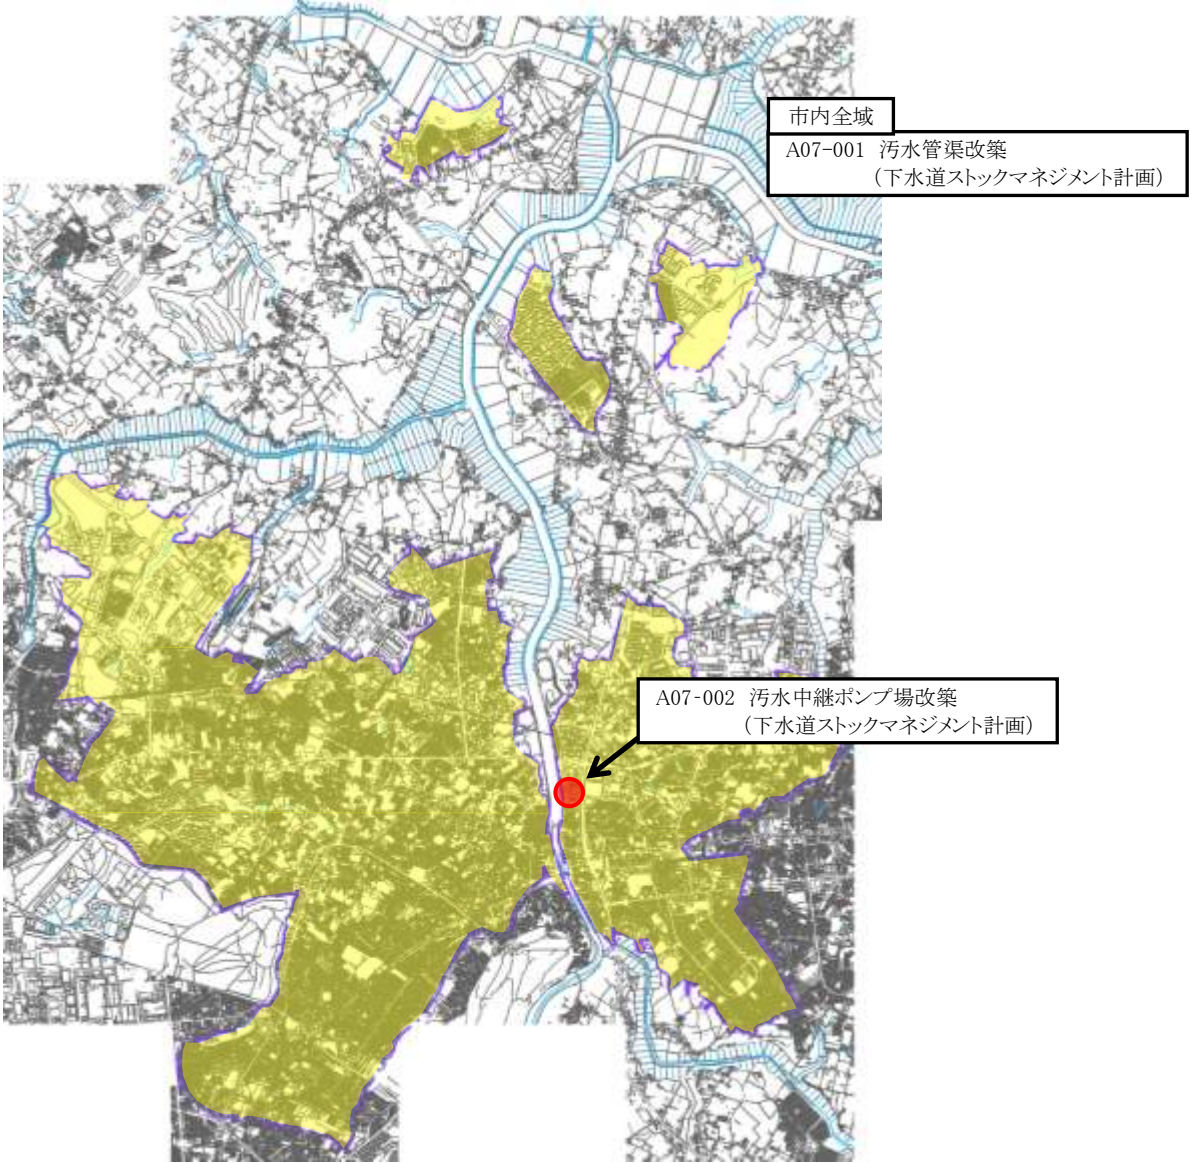 市内全域
A07-001 汚水管渠改築
(下水道ストックマネジメント計画)
A07-002 汚水中継ポンプ場改築
(下水道ストックマネジメント計画)